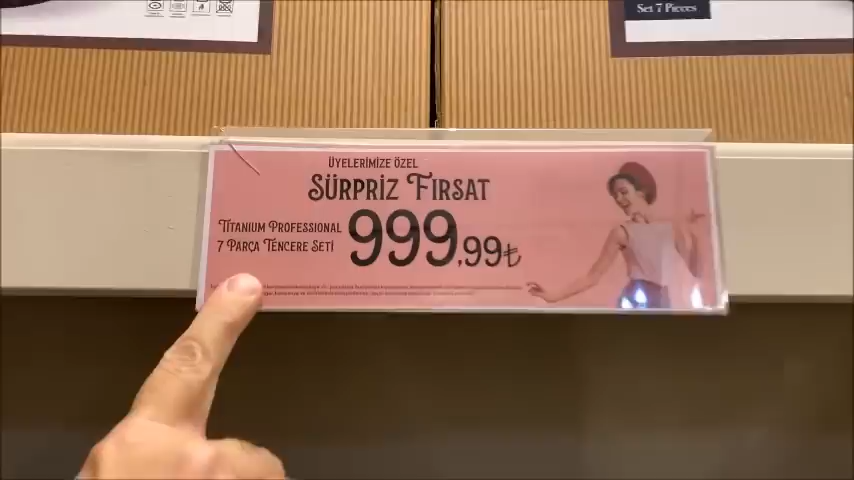 Set 7 Pieces
ÜYELERİMİZE ÖZEL
SÜRPRİZ FIRSAT
TITANIUM PROFESSIONAL
7 PARÇA TENCERE SETİ
999,99₺